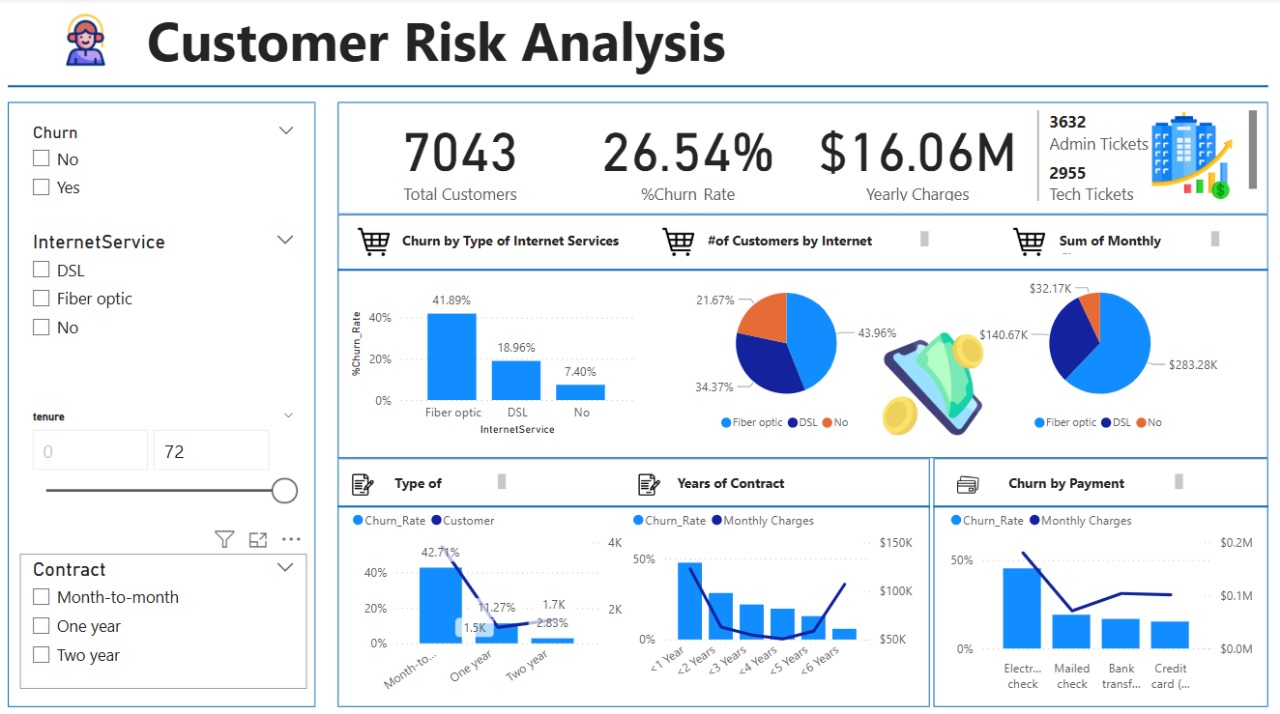 Customer Risk Analysis
Churn
No
Yes
InternetService
DSL
Fiber optic
No
tenure
0
72
Contract
Month-to-month
One year
Two year
7043
Total Customers
26.54%
%Churn Rate
$16.06M
Yearly Charges
3632
Admin Tickets
2955
Tech Tickets
Churn by Type of Internet Services
#of Customers by Internet
Sum of Monthly
%Churn_Rate
40%
20%
0%
41.89%
18.96%
7.40%
Fiber optic
DSL
No
InternetService
21.67%
43.96%
34.37%
Fiber optic
DSL
No
$32.17K
$140.67K
$283.28K
Fiber optic
DSL
No
Type of
Churn_Rate
Customer
42.71%
40%
20%
0%
11.27%
1.5K
1.7K
2.83%
4K
2K
Month-to...
One year
Two year
Years of Contract
Churn_Rate
Monthly Charges
50%
0%
$150K
$100K
$50K
<1 Year
<2 Years
<3 Years
<4 Years
<5 Years
<6 Years
Churn by Payment
Churn_Rate
Monthly Charges
50%
0%
$0.2M
$0.1M
$0.0M
Electr...
check
Mailed
check
Bank
transf...
Credit
card (...